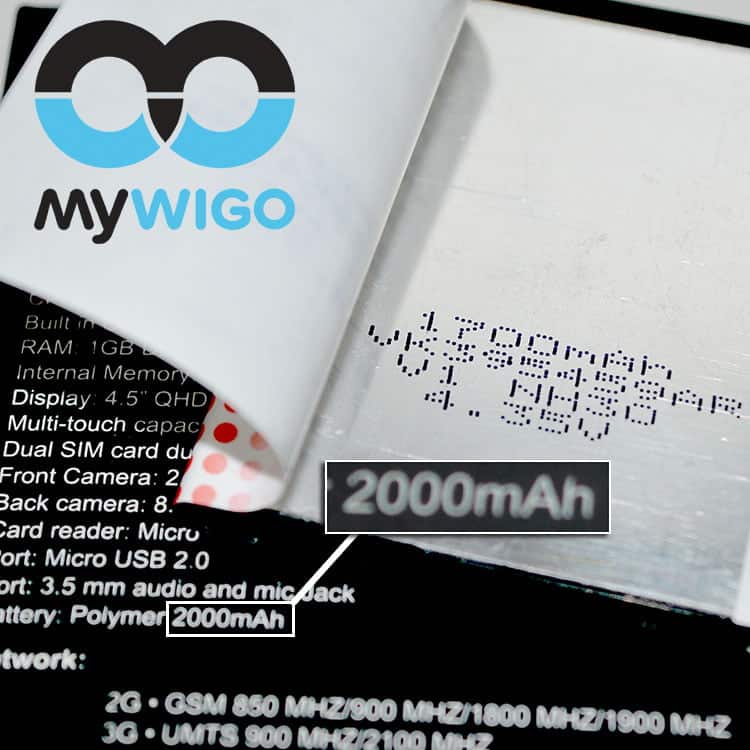 MYWIGO
1700mAh
V1 NH30
4.35V
Built in
RAM: 1GB
Internal Memory
Display: 4.5" QHD
Multi-touch capac
Dual SIM card du
Front Camera: 2
Back camera: 8.
Card reader: Micro
Port: Micro USB 2.0
ort: 3.5 mm audio and mic Jack
attery: Polymer 2000mAh
2000mAh
twork:
2G • GSM 850 MHZ/900 MHZ/1800 MHZ/1900 MHZ
3G • UMTS 900 MHZ/2100 MHZ